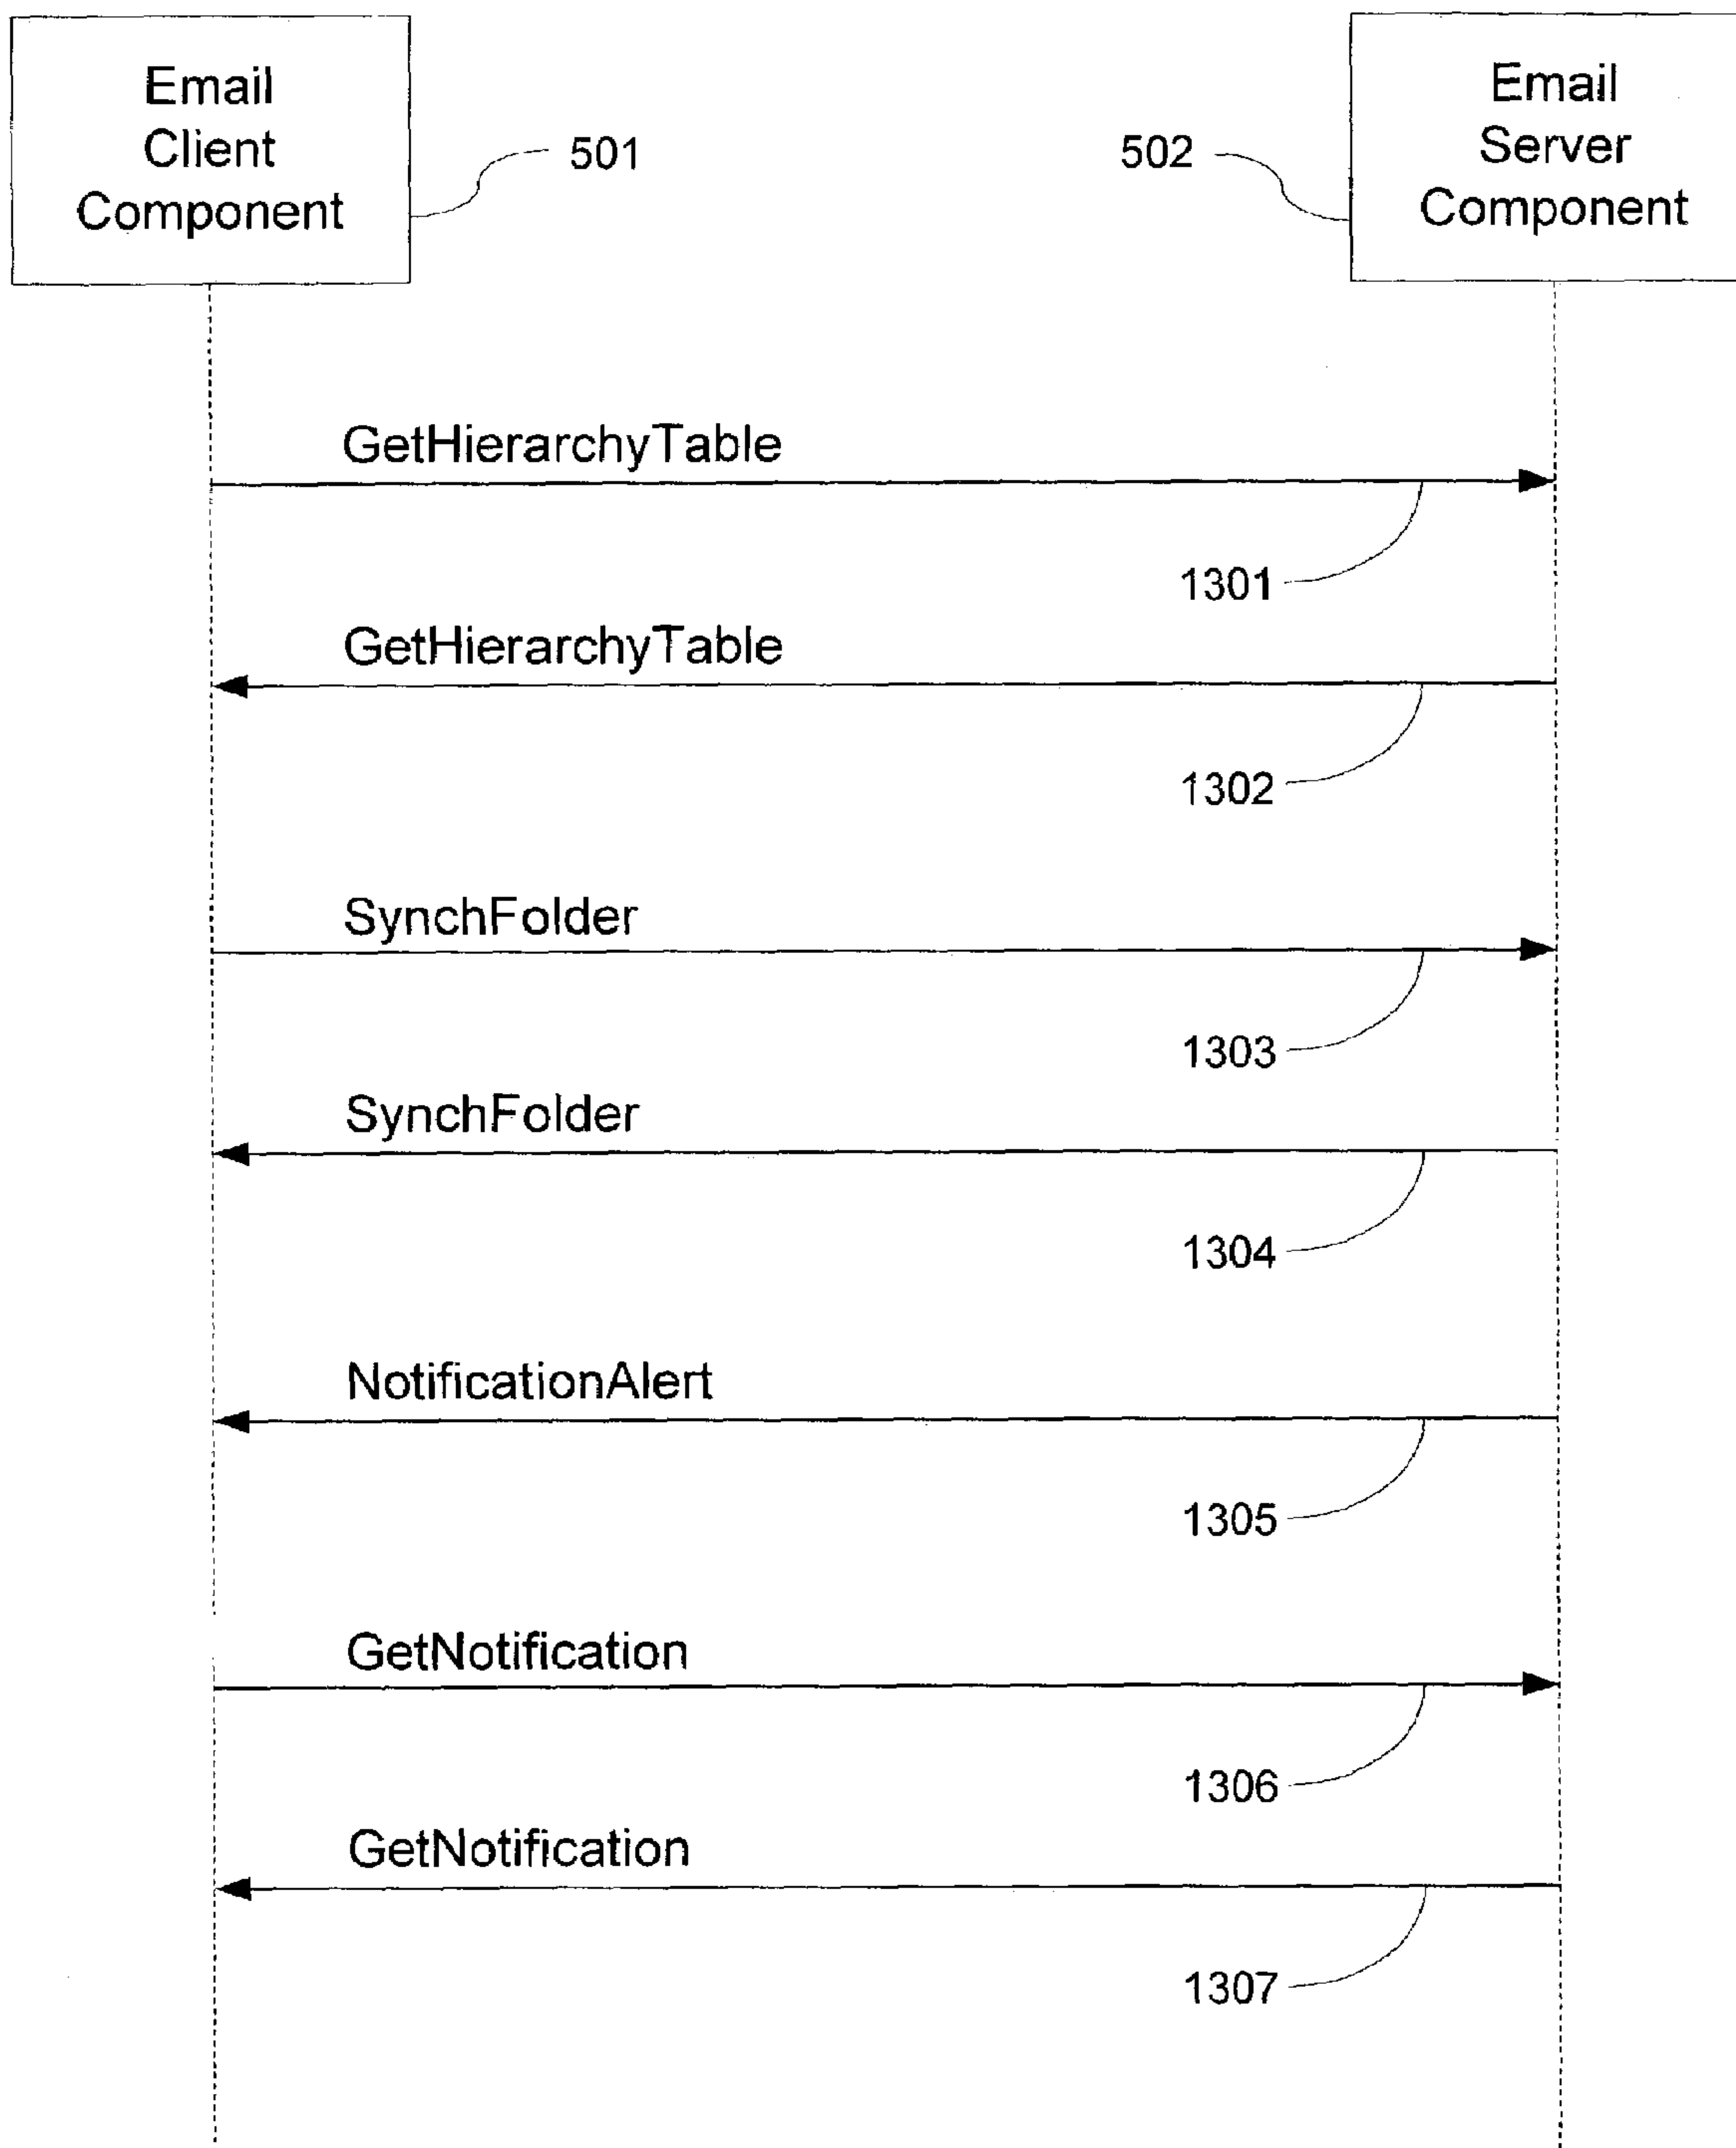 Email
Client
Component
501
502
Email
Server
Component
GetHierarchyTable
1301
GetHierarchyTable
1302
SynchFolder
1303
SynchFolder
1304
NotificationAlert
1305
GetNotification
1306
GetNotification
1307